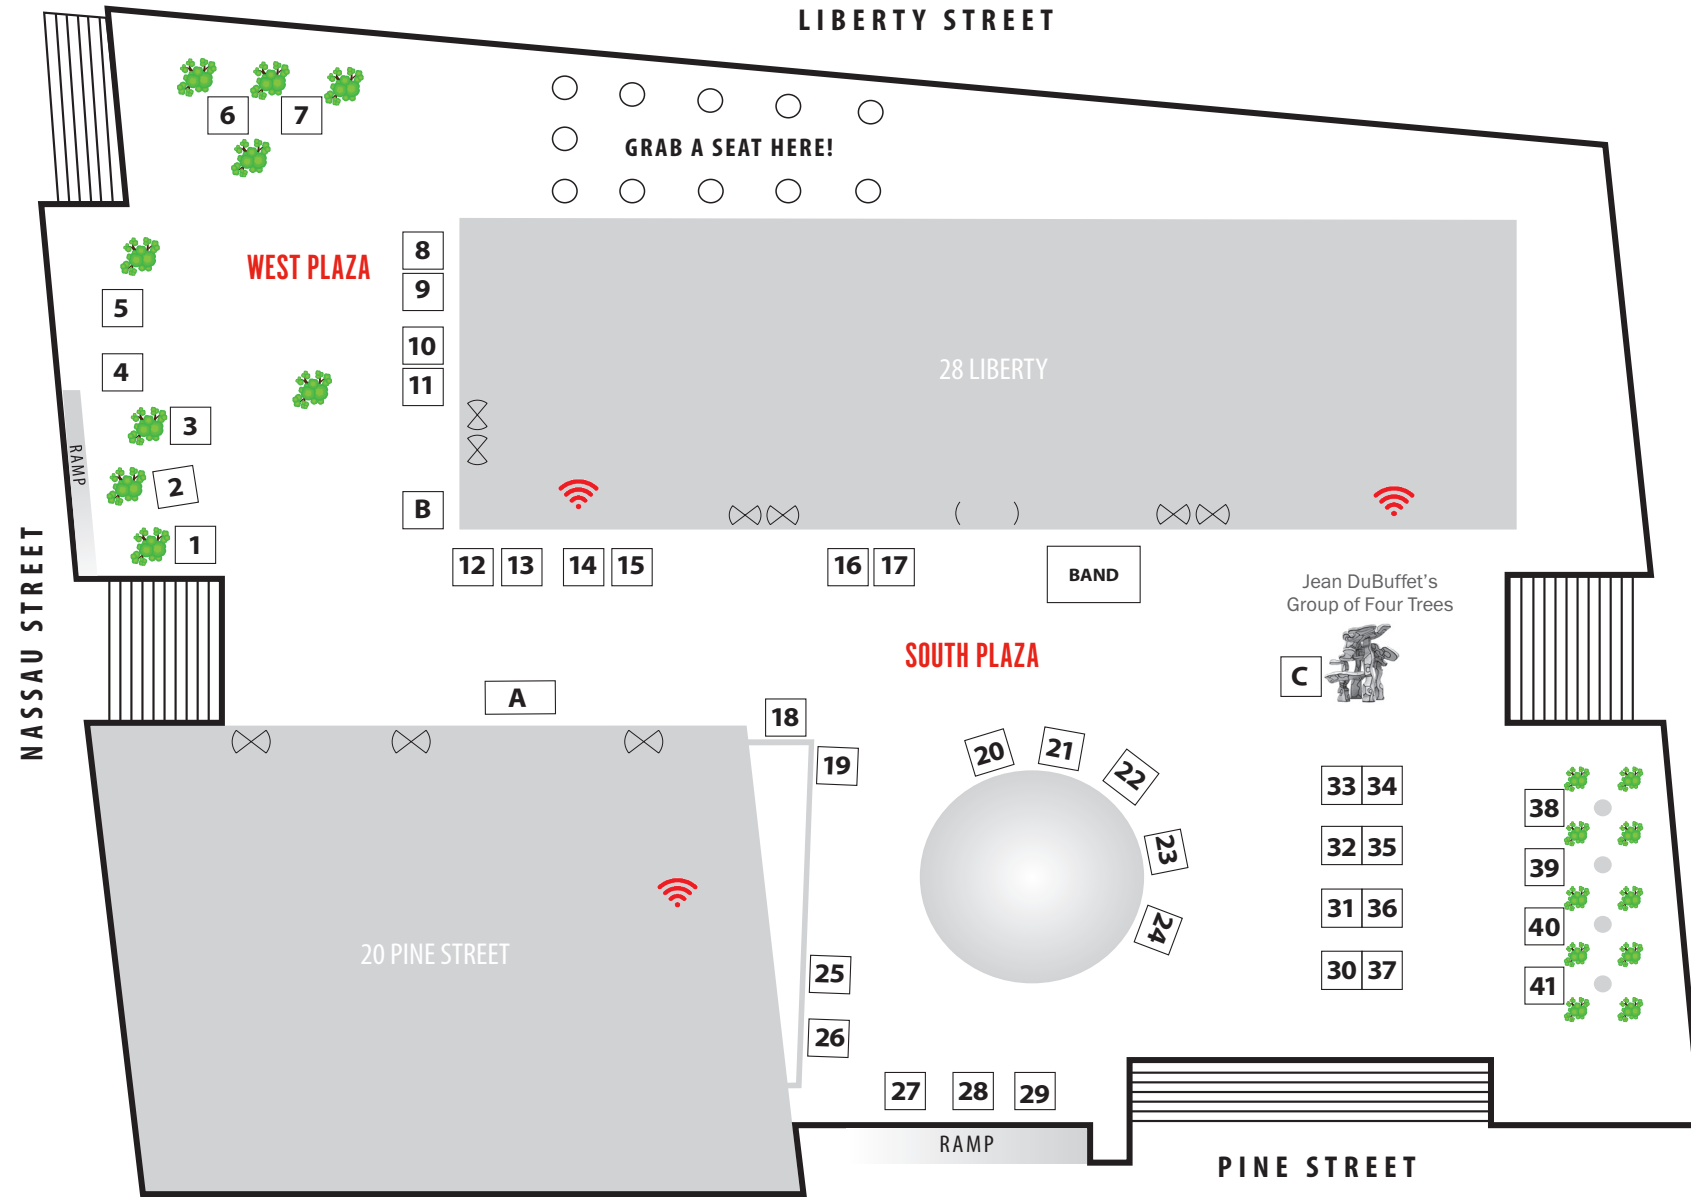 LIBERTY STREET
6
7
GRAB A SEAT HERE!
WEST PLAZA
8
9
5
10
4
11
28 LIBERTY
3
RAMP
2
B
1
NASSAU STREET
12
13
14
15
16
17
BAND
Jean DuBuffet's
Group of Four Trees
SOUTH PLAZA
C
A
18
19
20
21
22
23
24
33
34
32
35
31
36
30
37
38
39
40
41
20 PINE STREET
25
26
27
28
29
RAMP
PINE STREET